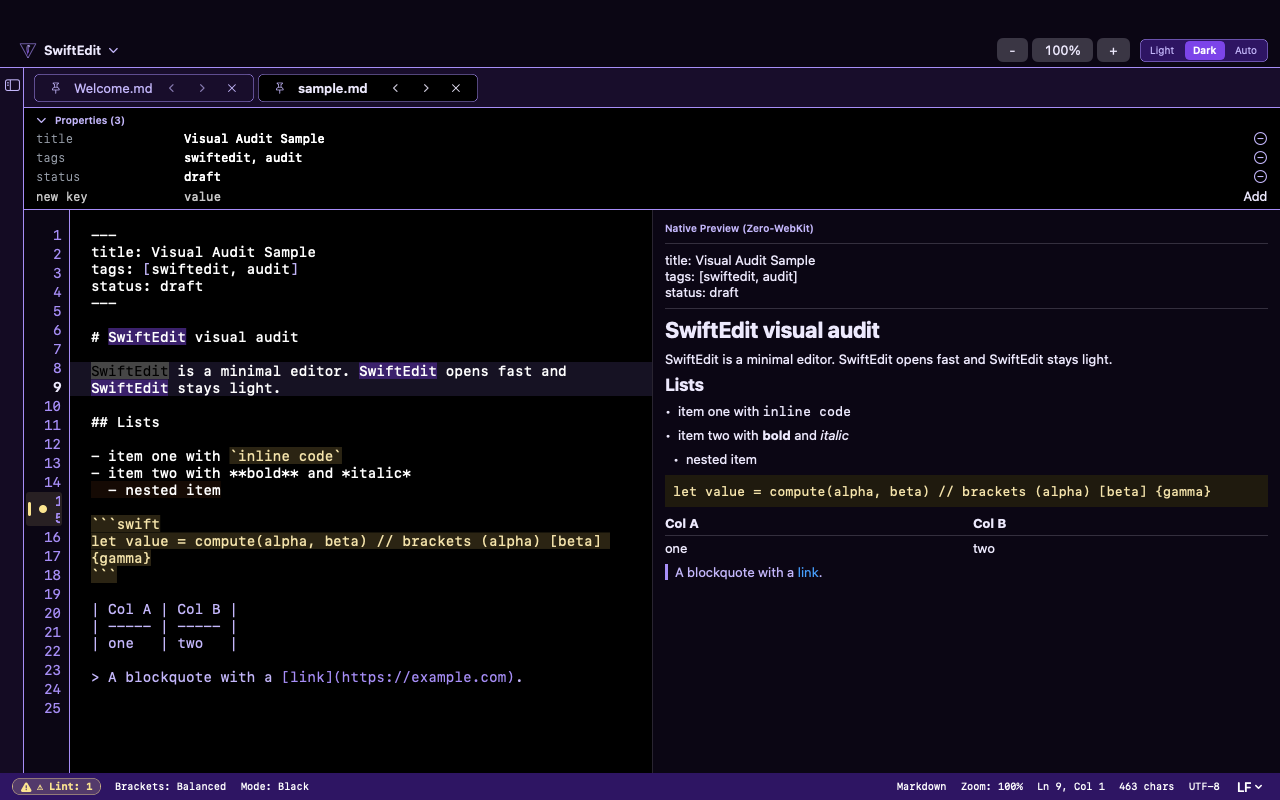 SwiftEdit
- 100% +
Light Dark Auto
Welcome.md
sample.md
Properties (3)
title Visual Audit Sample
tags swiftedit, audit
status draft
new key value Add
1
2
3
4
5
6
7
8
9
10
11
12
13
14
1
5
16
17
18
19
20
21
22
23
24
25
---
title: Visual Audit Sample
tags: [swiftedit, audit]
status: draft
---
# SwiftEdit visual audit
SwiftEdit is a minimal editor. SwiftEdit opens fast and
SwiftEdit stays light.
## Lists
- item one with `inline code`
- item two with **bold** and *italic*
- nested item
```swift
let value = compute(alpha, beta) // brackets (alpha) [beta]
{gamma}
```
| Col A | Col B |
| ----- | ----- |
| one | two |
> A blockquote with a [link](https://example.com).
Native Preview (Zero-WebKit)
title: Visual Audit Sample
tags: [swiftedit, audit]
status: draft
SwiftEdit visual audit
SwiftEdit is a minimal editor. SwiftEdit opens fast and SwiftEdit stays light.
Lists
• item one with inline code
• item two with bold and italic
• nested item
let value = compute(alpha, beta) // brackets (alpha) [beta] {gamma}
Col A Col B
one two
A blockquote with a link.
⚠ Lint: 1 Brackets: Balanced Mode: Black
Markdown Zoom: 100% Ln 9, Col 1 463 chars UTF-8 LF